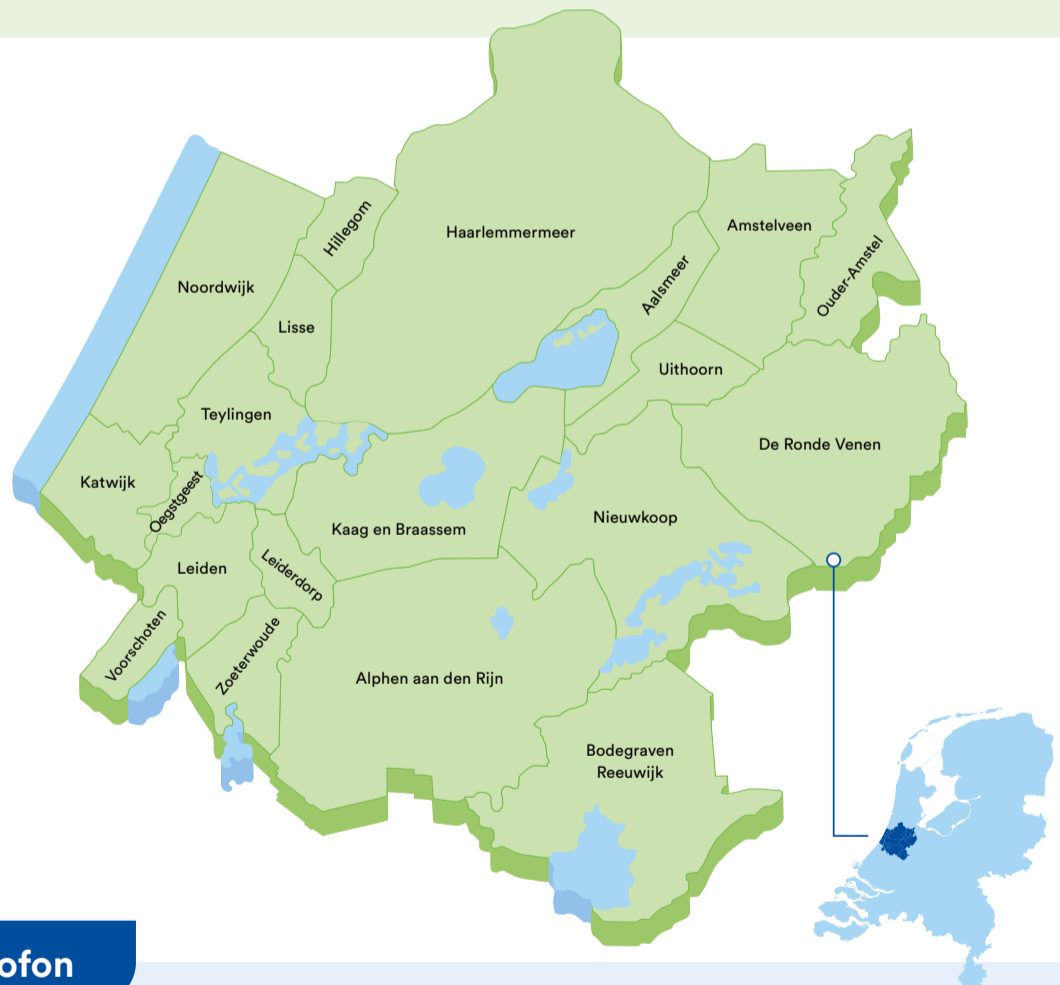 Haarlemmermeer
Amstelveen
Ouder-Amstel
Hillegom
Aalsmeer
Noordwijk
Lisse
Uithoorn
Teylingen
De Ronde Venen
Katwijk
Oegstgeest
Kaag en Braassem
Nieuwkoop
Leiden
Leiderdorp
Voorschoten
Zoeterwoude
Alphen aan den Rijn
Bodegraven
Reeuwijk
ofon